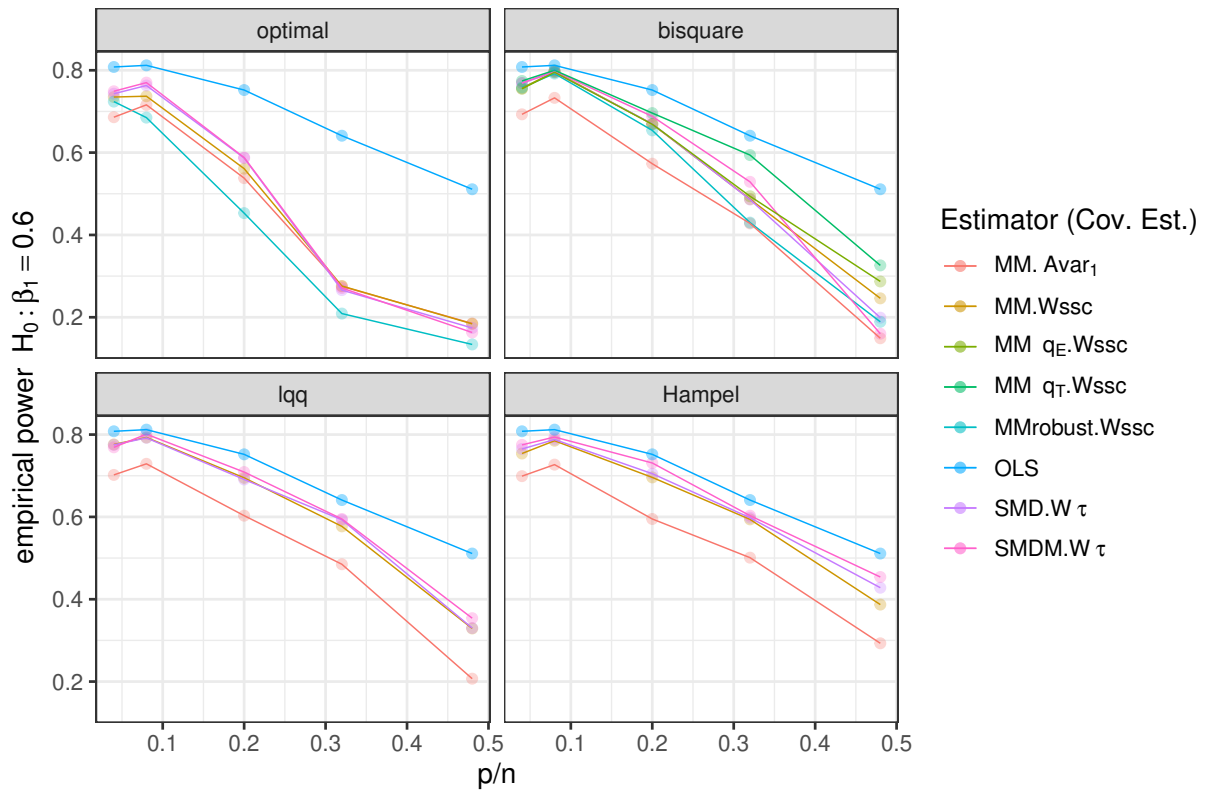 optimal
bisquare
0.8
0.6
0.4
0.2
lqq
Hampel
0.8
0.6
0.4
0.2
0.1 0.2 0.3 0.4 0.5
0.1 0.2 0.3 0.4 0.5
p/n
empirical power H₀ : β₁ = 0.6
Estimator (Cov. Est.)
MM. Avar₁
MM.Wssc
MM q_E.Wssc
MM q_T.Wssc
MMrobust.Wssc
OLS
SMD.W τ
SMDM.W τ